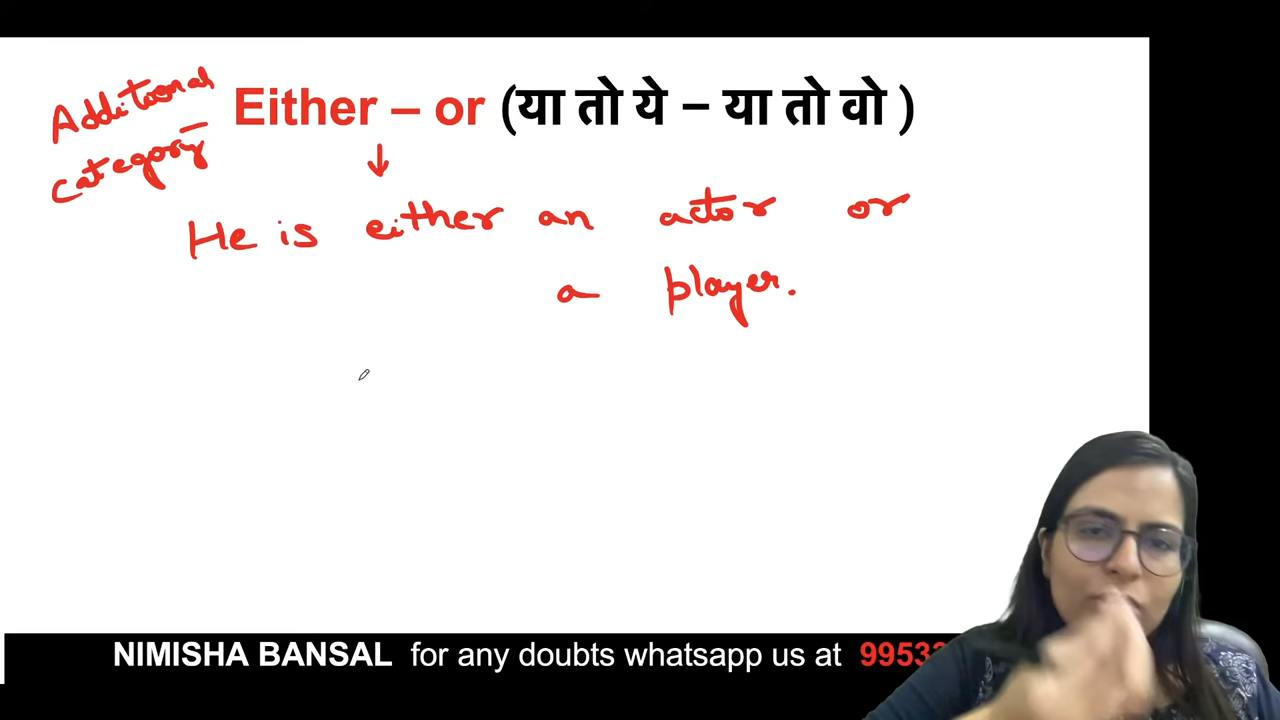 Additional
category
Either – or (या तो ये – या तो वो )
He is either an actor or
a player.
NIMISHA BANSAL for any doubts whatsapp us at